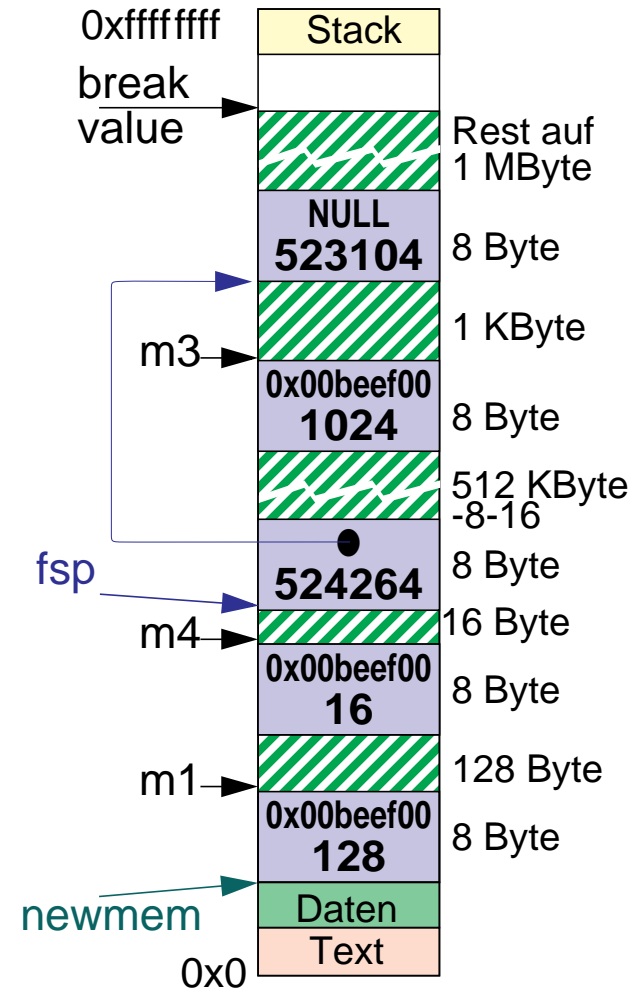 0xffffffff
Stack
break
value
Rest auf
1 MByte
NULL
523104
8 Byte
1 KByte
m3
0x00beef00
1024
8 Byte
512 KByte
-8-16
524264
8 Byte
fsp
16 Byte
m4
0x00beef00
16
8 Byte
128 Byte
m1
0x00beef00
128
8 Byte
newmem
Daten
Text
0x0